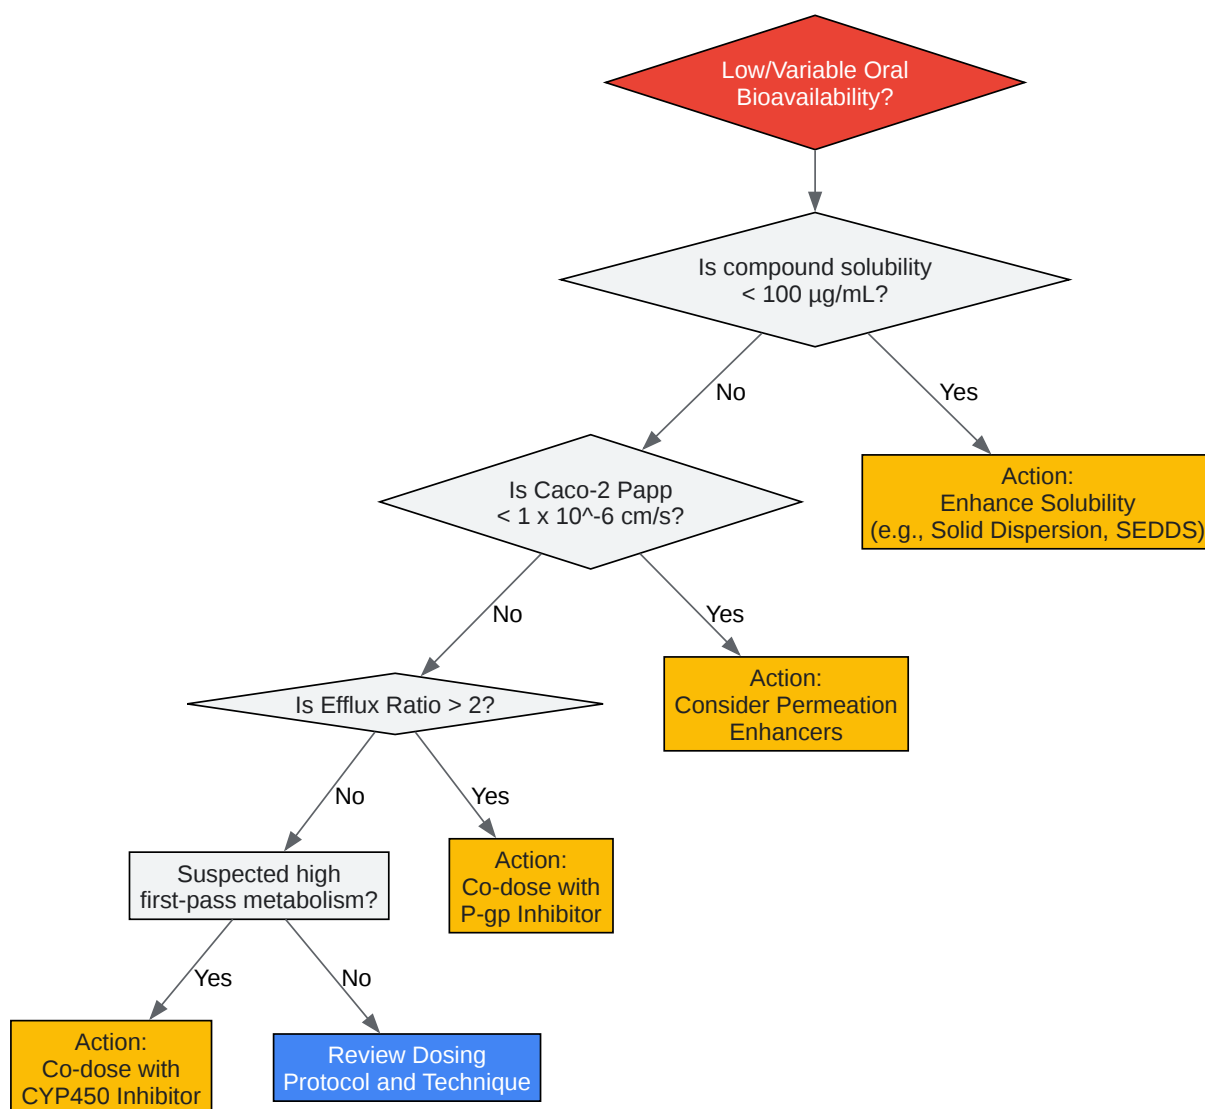 Low/Variable Oral
Bioavailability?
Is compound solubility
< 100 µg/mL?
No
Yes
Is Caco-2 Papp
< 1 x 10^-6 cm/s?
Action:
Enhance Solubility
(e.g., Solid Dispersion, SEDDS)
No
Yes
Is Efflux Ratio > 2?
Action:
Consider Permeation
Enhancers
No
Yes
Suspected high
first-pass metabolism?
Action:
Co-dose with
P-gp Inhibitor
Yes
No
Action:
Co-dose with
CYP450 Inhibitor
Review Dosing
Protocol and Technique